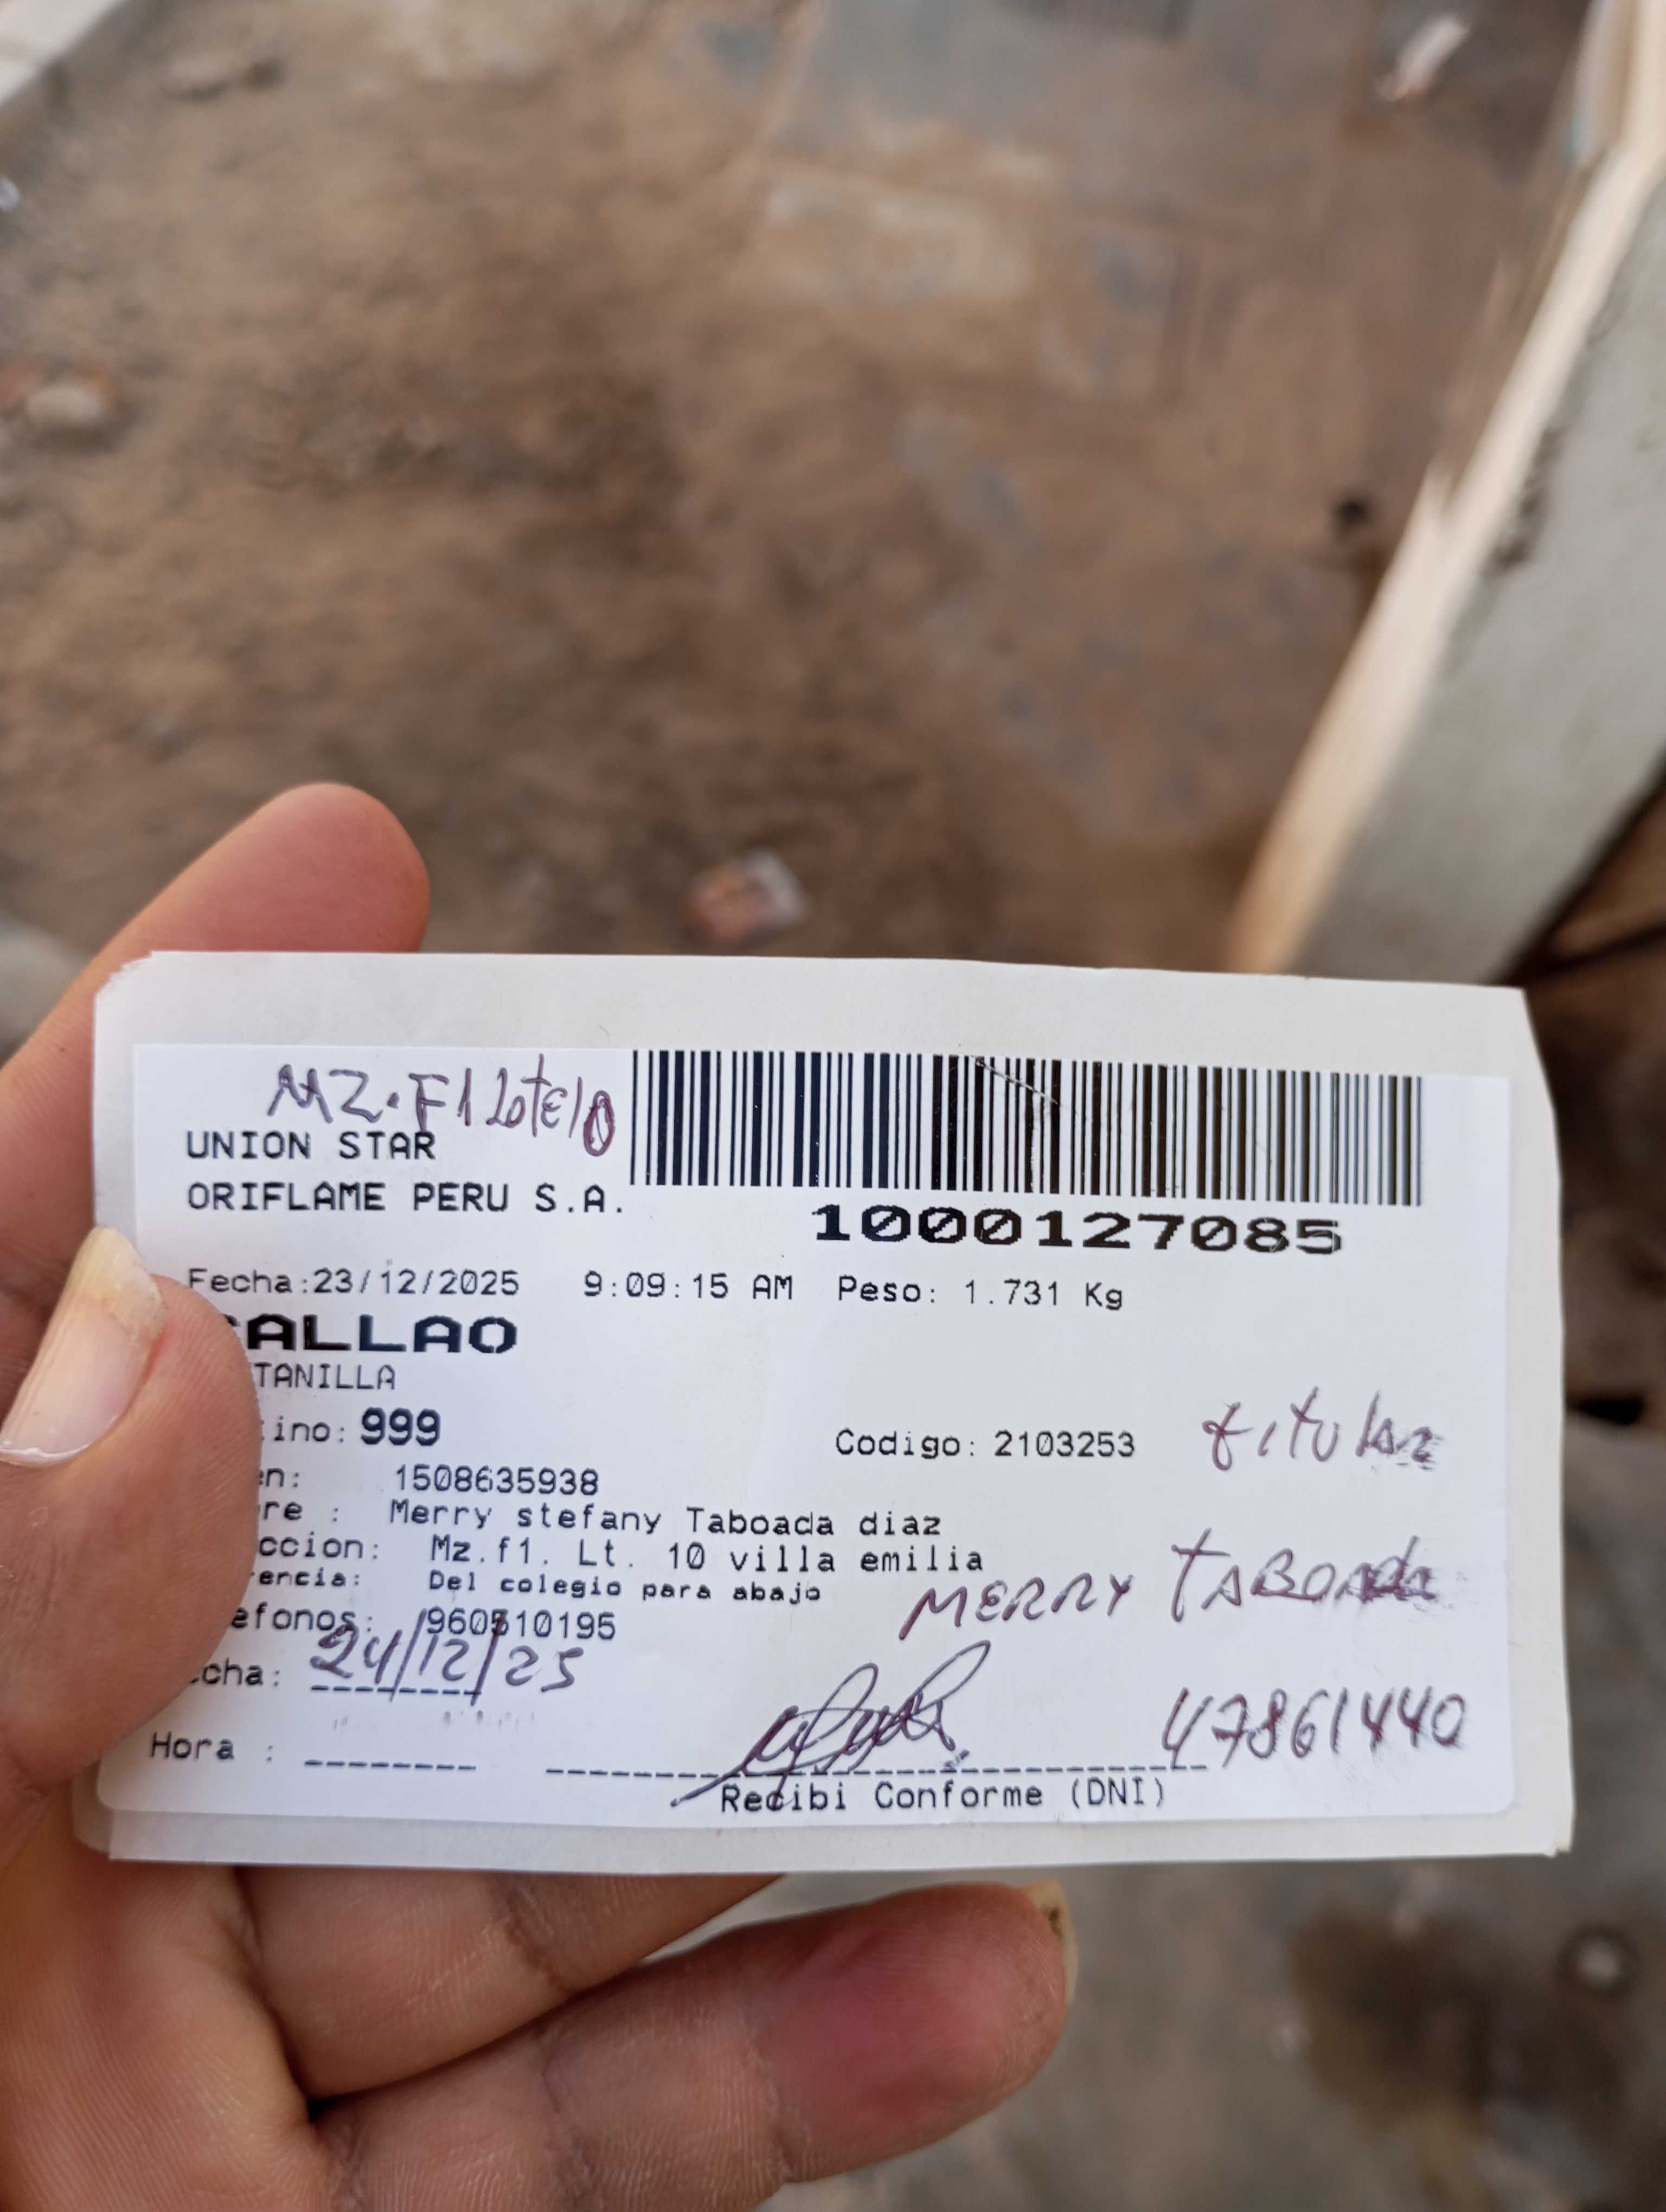 MZ. F1 Lote 10
UNION STAR
ORIFLAME PERU S.A.
1000127085
Fecha:23/12/2025 9:09:15 AM Peso: 1.731 Kg
ALLAO
TANILLA
ino: 999 Codigo: 2103253 titular
en: 1508635938
re : Merry stefany Taboada diaz
ccion: Mz.f1. Lt. 10 villa emilia
encia: Del colegio para abajo
MERRY TABOADA
efonos: 960510195
cha: 24/12/25
47861440
Hora :
Recibi Conforme (DNI)